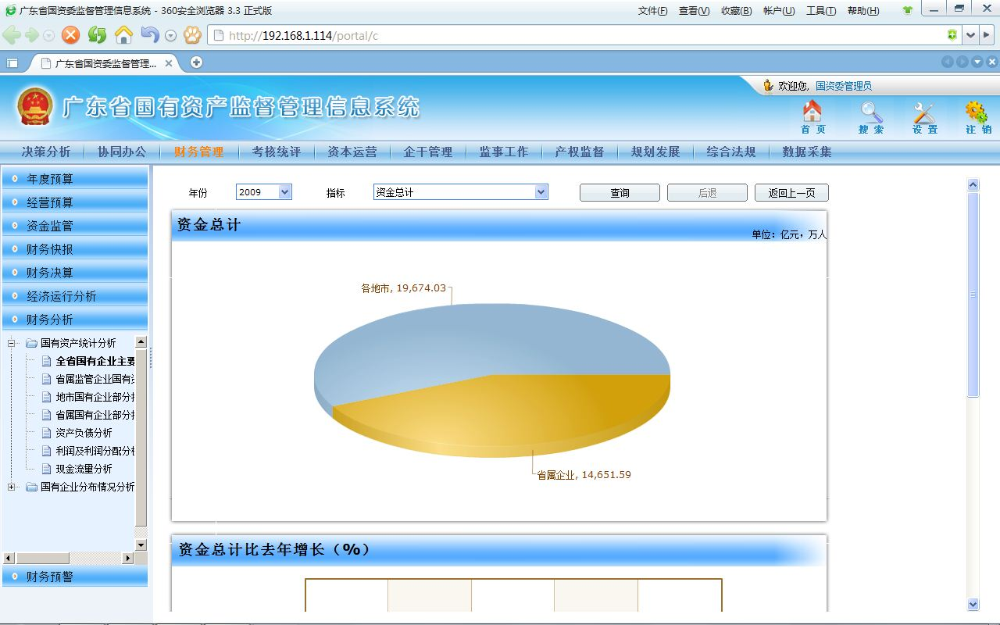 广东省国资委监督管理信息系统 - 360安全浏览器 3.3 正式版
文件(F) 查看(V) 收藏(B) 帐户(U) 工具(T) 帮助(H)
http://192.168.1.114/portal/c
广东省国资委监督管理...
广东省国有资产监督管理信息系统
欢迎您, 国资委管理员
首 页 搜 索 设 置 注 销
决策分析 协同办公 财务管理 考核统评 资本运营 企干管理 监事工作 产权监督 规划发展 综合法规 数据采集
年度预算
经营预算
资金监管
财务快报
财务决算
经济运行分析
财务分析
国有资产统计分析
全省国有企业主要
省属监管企业国有
地市国有企业部分
省属国有企业部分
资产负债分析
利润及利润分配分
现金流量分析
国有企业分布情况分析
财务预警
年份 2009 指标 资金总计 查询 后退 返回上一页
资金总计
单位：亿元，万人
各地市, 19,674.03
省属企业, 14,651.59
资金总计比去年增长（%）